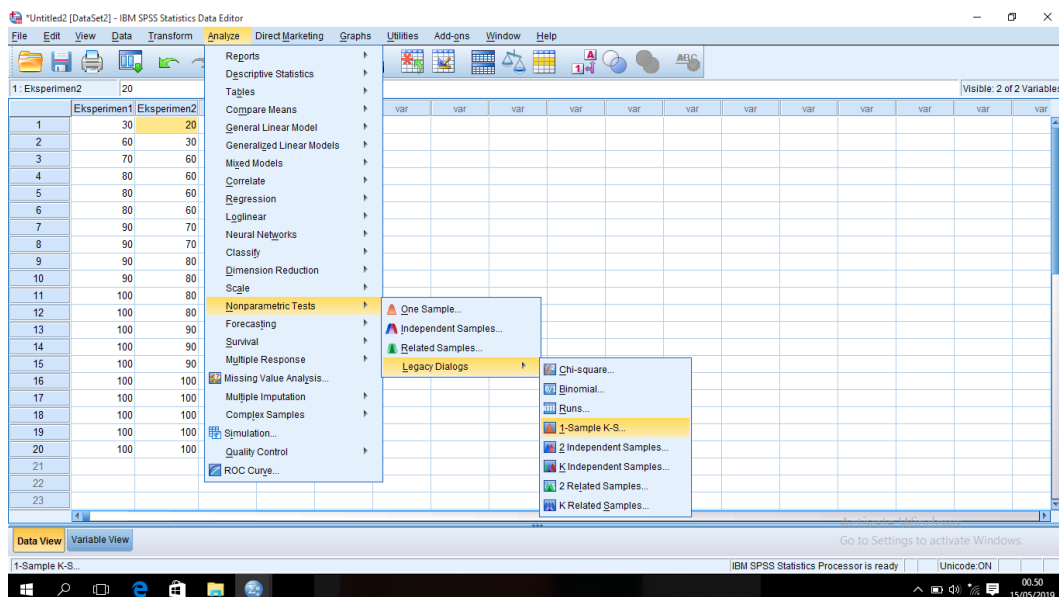 *Untitled2 [DataSet2] - IBM SPSS Statistics Data Editor
File Edit View Data Transform Analyze Direct Marketing Graphs Utilities Add-ons Window Help
1 : Eksperimen2 20 Visible: 2 of 2 Variables
Eksperimen1 Eksperimen2 var var var var var var var var var var var var
1 30 20
2 60 30
3 70 60
4 80 60
5 80 60
6 80 60
7 90 70
8 90 70
9 90 80
10 90 80
11 100 80
12 100 80
13 100 90
14 100 90
15 100 90
16 100 100
17 100 100
18 100 100
19 100 100
20 100 100
21
22
23
Reports
Descriptive Statistics
Tables
Compare Means
General Linear Model
Generalized Linear Models
Mixed Models
Correlate
Regression
Loglinear
Neural Networks
Classify
Dimension Reduction
Scale
Nonparametric Tests
Forecasting
Survival
Multiple Response
Missing Value Analysis...
Multiple Imputation
Complex Samples
Simulation...
Quality Control
ROC Curve...
One Sample...
Independent Samples...
Related Samples...
Legacy Dialogs
Chi-square...
Binomial...
Runs...
1-Sample K-S...
2 Independent Samples...
K Independent Samples...
2 Related Samples...
K Related Samples...
Activate Windows
Go to Settings to activate Windows.
Data View Variable View
1-Sample K-S... IBM SPSS Statistics Processor is ready Unicode:ON
00.50
15/05/2019